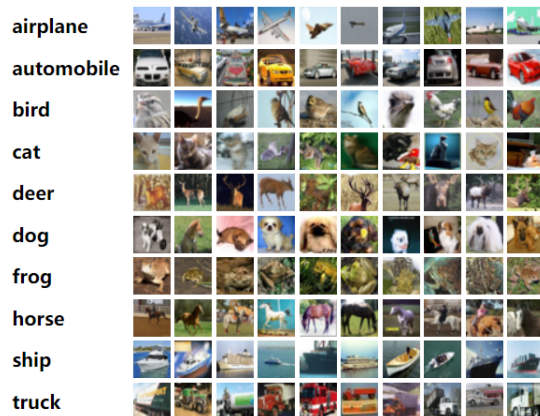 airplane
automobile
bird
cat
deer
dog
frog
horse
ship
truck